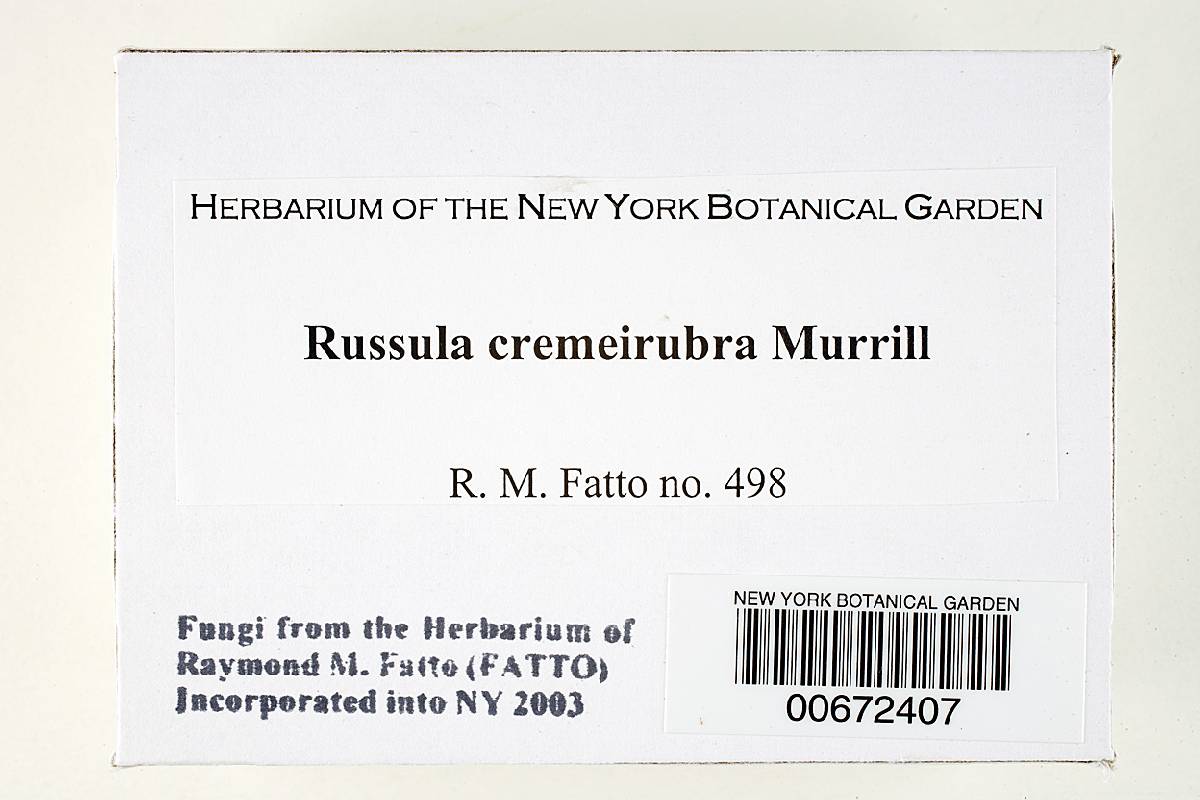 HERBARIUM OF THE NEW YORK BOTANICAL GARDEN
Russula cremeirubra Murrill
R. M. Fatto no. 498
Fungi from the Herbarium of
Raymond M. Fatto (FATTO)
Incorporated into NY 2003
NEW YORK BOTANICAL GARDEN
00672407